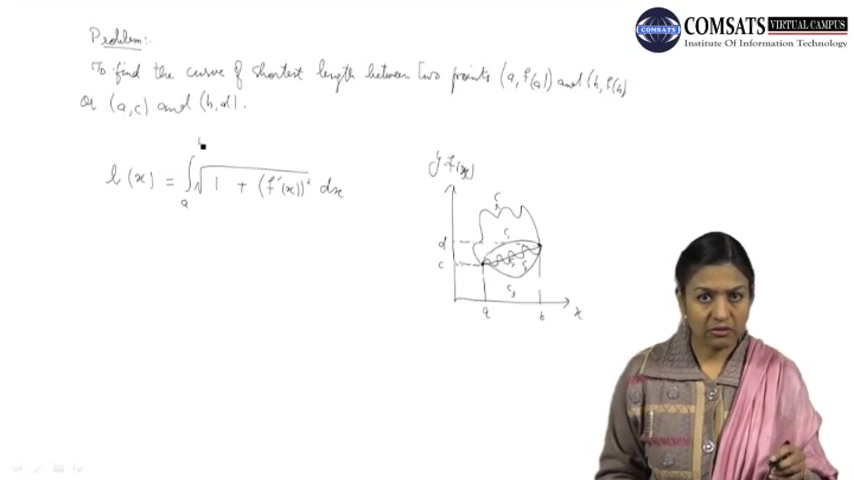 COMSATS VIRTUAL CAMPUS
COMSATS
Institute Of Information Technology
Problem:-
To find the curve of shortest length between two points (a, f(a)) and (b, f(b)
or (a,c) and (b,d).
l(x) = ∫ₐᵇ √1 + (f'(x))² dx
y=f(x)
d
c
a
b
x